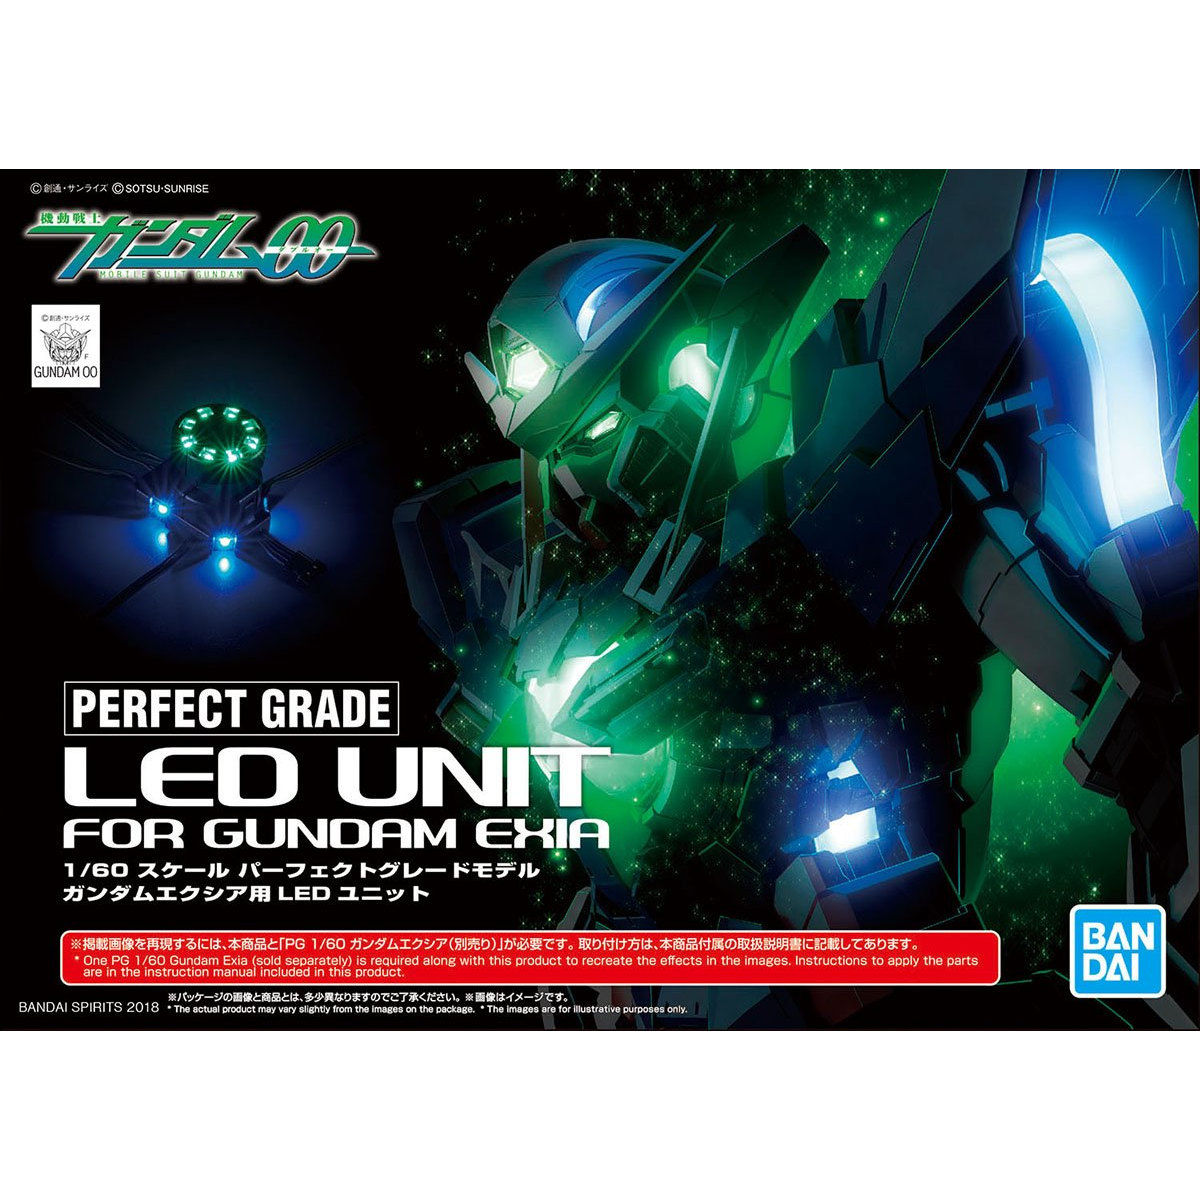 ©創通・サンライズ ©SOTSU・SUNRISE
機動戦士
ガンダムOO
ダブルオー
MOBILE SUIT GUNDAM
©創通・サンライズ
F
GUNDAM 00
PERFECT GRADE
LED UNIT
FOR GUNDAM EXIA
1/60 スケール パーフェクトグレードモデル
ガンダムエクシア用 LED ユニット
※掲載画像を再現するには、本商品と「PG 1/60 ガンダムエクシア(別売り)」が必要です。取り付け方は、本商品付属の取扱説明書に記載してあります。
* One PG 1/60 Gundam Exia (sold separately) is required along with this product to recreate the effects in the images. Instructions to apply the parts
are in the instruction manual included in this product.
BAN
DAI
BANDAI SPIRITS 2018
※パッケージの画像と商品とは、多少異なりますのでご了承ください。※画像はイメージです。
* The actual product may vary slightly from the images on the package. * The images are for illustrative purposes only.